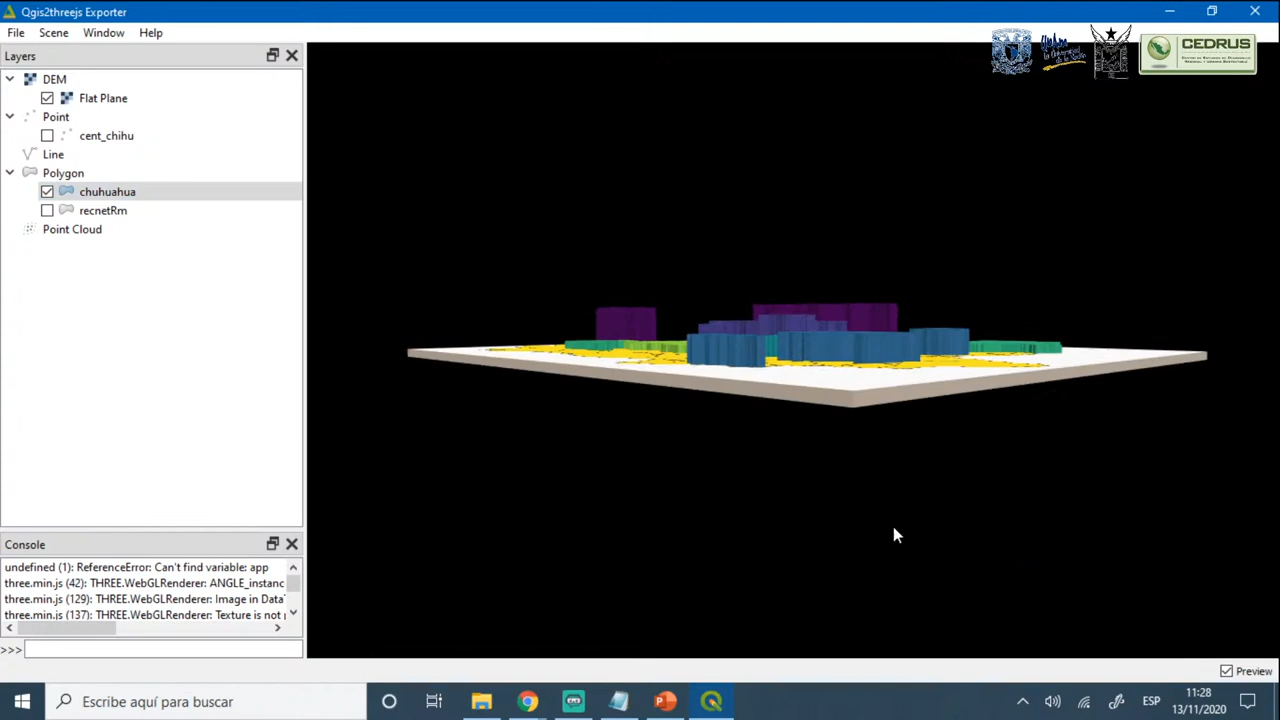 Qgis2threejs Exporter
File Scene Window Help
Layers
DEM
Flat Plane
Point
cent_chihu
Line
Polygon
chuhuahua
recnetRm
Point Cloud
CEDRUS
Console
undefined (1): ReferenceError: Can't find variable: app
three.min.js (42): THREE.WebGLRenderer: ANGLE_instanc
three.min.js (129): THREE.WebGLRenderer: Image in DataT
three.min.js (137): THREE.WebGLRenderer: Texture is not
>>>
Preview
Escribe aquí para buscar
ESP
11:28
13/11/2020